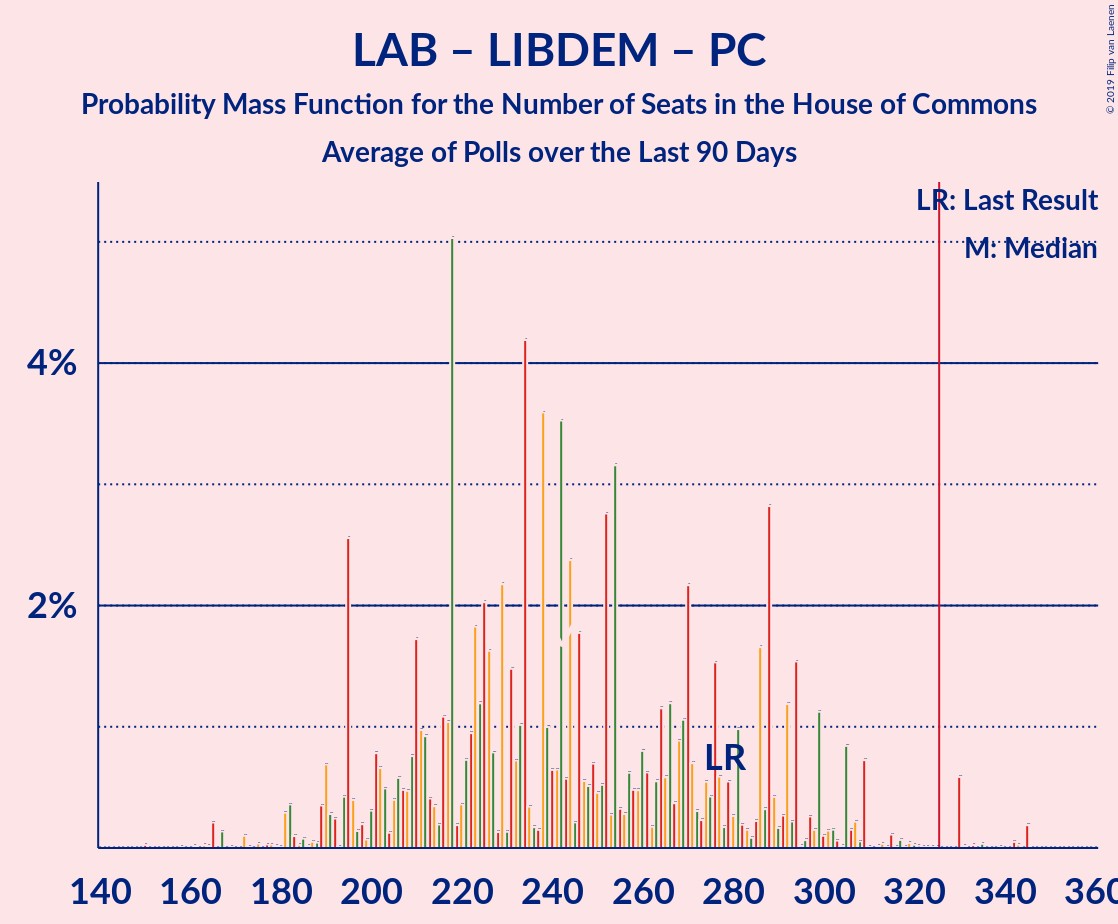 LAB – LIBDEM – PC
Probability Mass Function for the Number of Seats in the House of Commons
Average of Polls over the Last 90 Days
© 2019 Filip van Laenen
LR: Last Result
M: Median
4%
2%
LR
140 160 180 200 220 240 260 280 300 320 340 360